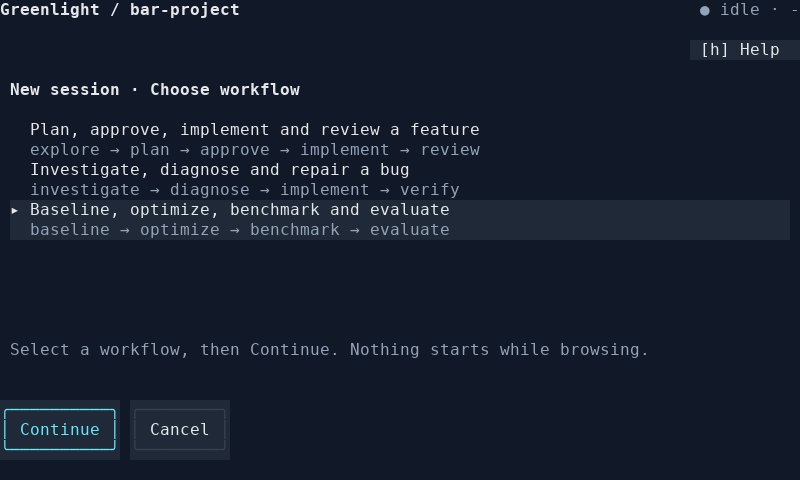 Greenlight / bar-project ● idle · -
[h] Help
New session · Choose workflow
Plan, approve, implement and review a feature
explore → plan → approve → implement → review
Investigate, diagnose and repair a bug
investigate → diagnose → implement → verify
▸ Baseline, optimize, benchmark and evaluate
baseline → optimize → benchmark → evaluate
Select a workflow, then Continue. Nothing starts while browsing.
Continue Cancel